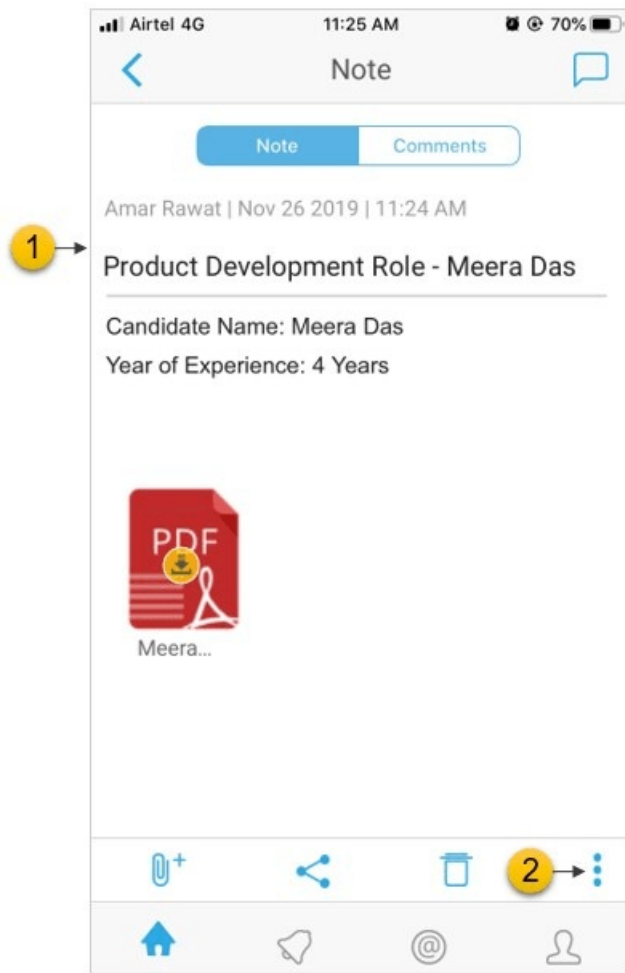 Airtel 4G 11:25 AM 70%
Note
Note Comments
Amar Rawat | Nov 26 2019 | 11:24 AM
1
Product Development Role - Meera Das
Candidate Name: Meera Das
Year of Experience: 4 Years
PDF
Meera...
2